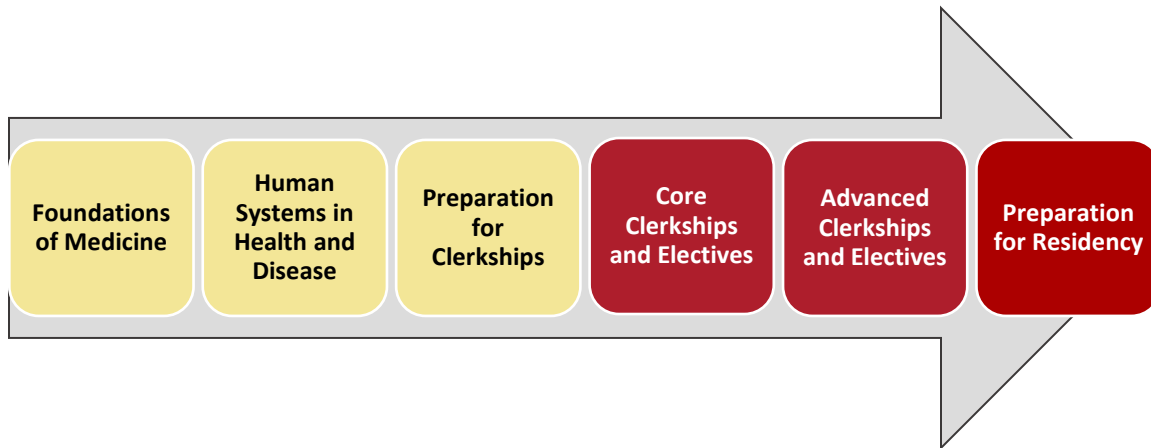 Foundations
of Medicine
Human
Systems in
Health and
Disease
Preparation
for
Clerkships
Core
Clerkships
and Electives
Advanced
Clerkships
and Electives
Preparation
for Residency